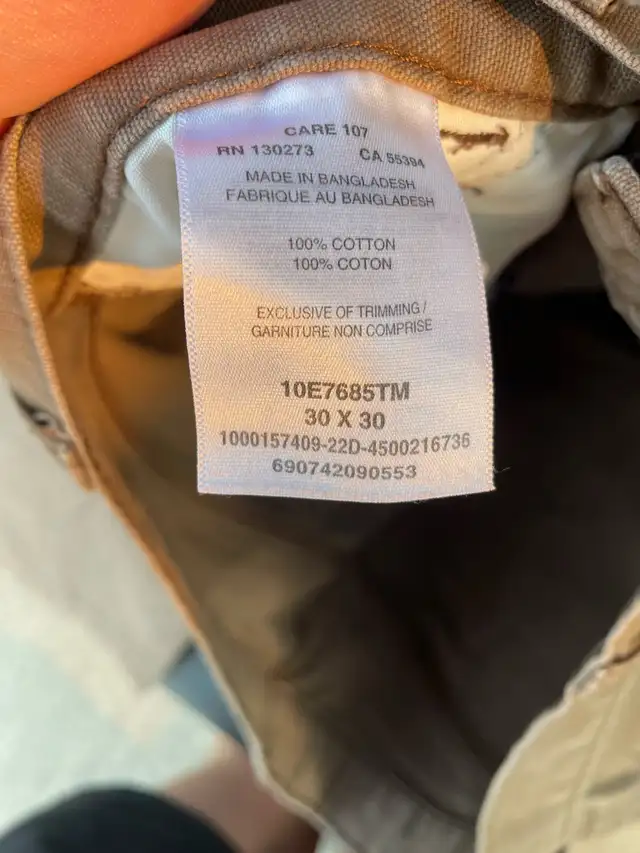 CARE 107
RN 130273 CA 55394
MADE IN BANGLADESH
FABRIQUE AU BANGLADESH
100% COTTON
100% COTON
EXCLUSIVE OF TRIMMING /
GARNITURE NON COMPRISE
10E7685TM
30 X 30
1000157409-22D-4500216736
690742090553